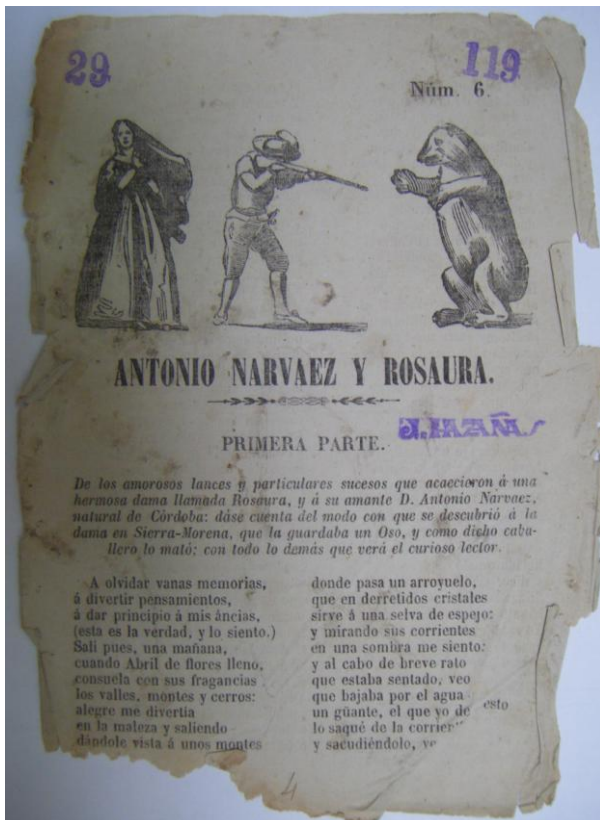 29
119
Núm. 6.
ANTONIO NARVAEZ Y ROSAURA.
PRIMERA PARTE.
De los amorosos lances y particulares sucesos que acaecieron á una
hermosa dama llamada Rosaura, y á su amante D. Antonio Narvaez,
natural de Córdoba: dáse cuenta del modo con que se descubrió á la
dama en Sierra-Morena, que la guardaba un Oso, y como dicho caba-
llero lo mató: con todo lo demás que verá el curioso lector.
A olvidar vanas memorias,
á divertir pensamientos,
á dar principio á mis áncias,
(esta es la verdad, y lo siento.)
Salí pues, una mañana,
cuando Abril de flores lleno,
consuela con sus fragancias
los valles, montes y cerros:
alegre me divertia
en la maleza y saliendo
dándole vista á unos montes
donde pasa un arroyuelo,
que en derretidos cristales
sirve á una selva de espejo:
y mirando sus corrientes
en una sombra me siento:
y al cabo de breve rato
que estaba sentado, veo
que bajaba por el agua
un güante, el que yo de esto
lo saqué de la
y sacudiéndolo,
4